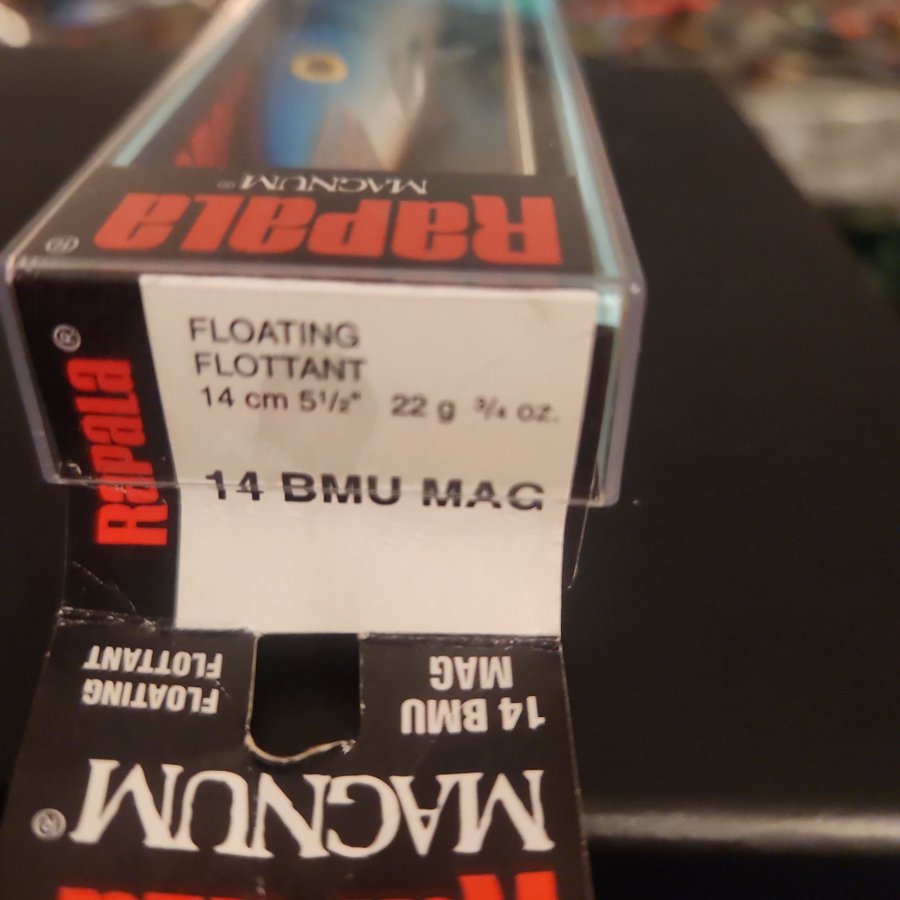 MAGNUM®
Rapala®
Rapala®
FLOATING
FLOTTANT
14 cm 5½" 22 g ¾ oz.
14 BMU MAG
14 BMU
MAG
FLOATING
FLOTTANT
MAGNUM®